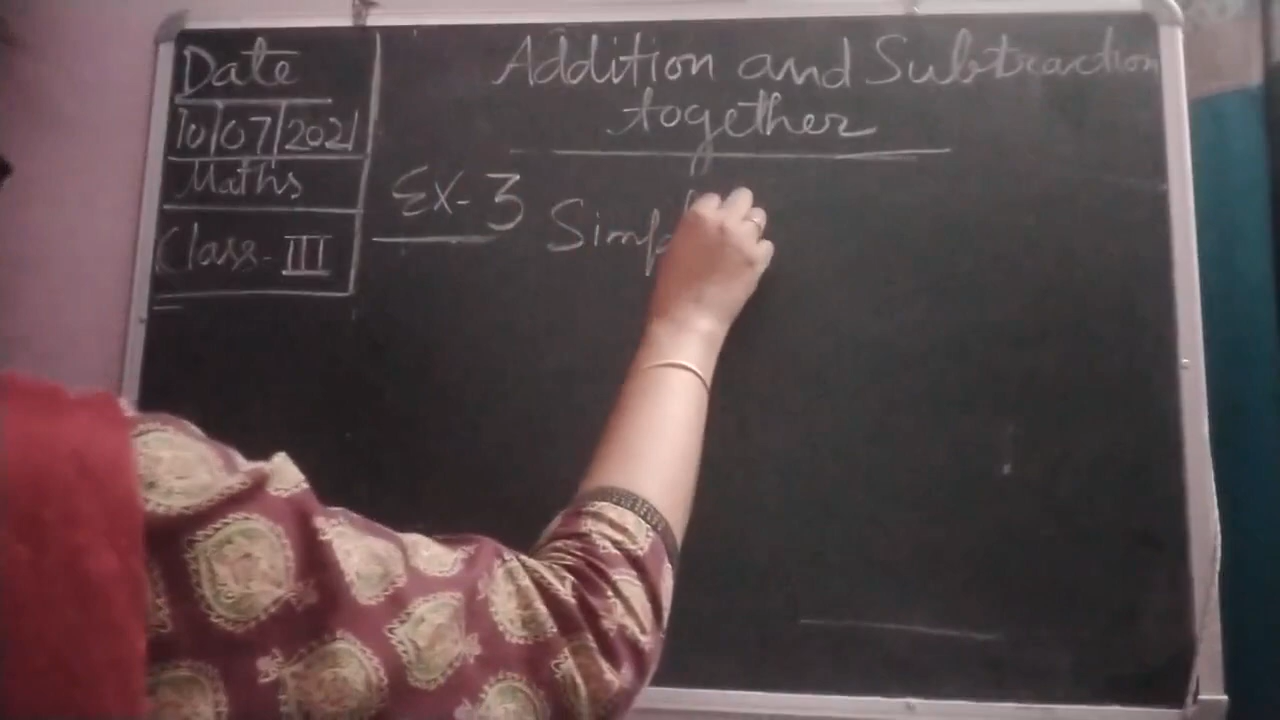 Date
10/07/2021
Maths
Class- III
Addition and Subtraction
together
Ex-3 Simp